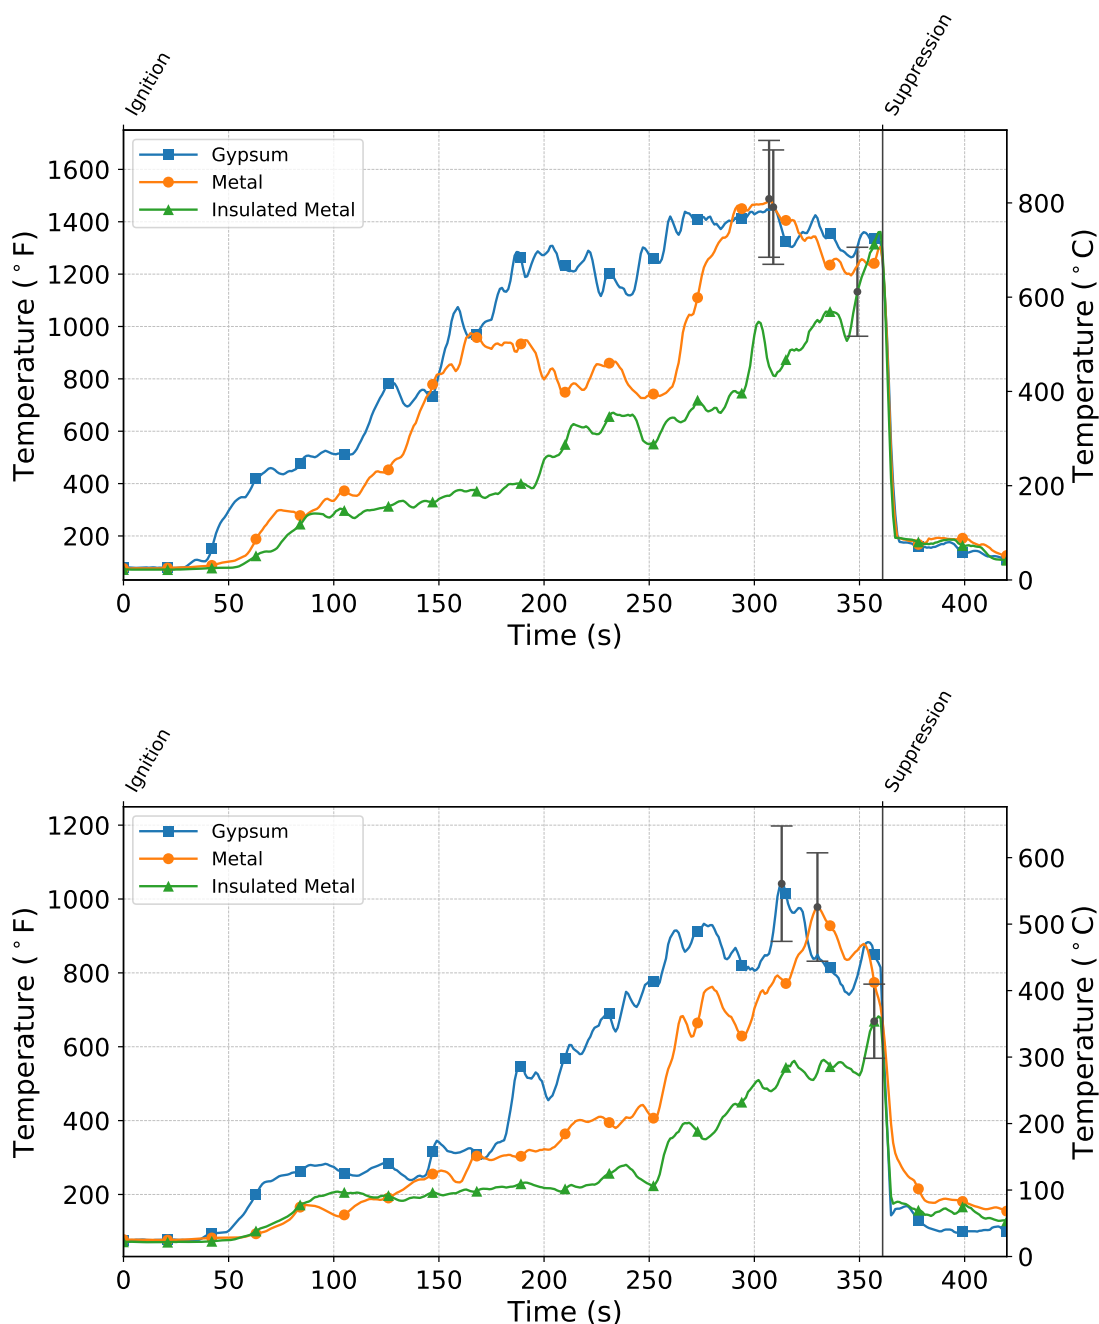 Ignition
Suppression
Gypsum
Metal
Insulated Metal
1600
1400
1200
1000
800
600
400
200
800
600
400
200
0
Temperature (°F)
Temperature (°C)
0 50 100 150 200 250 300 350 400
Time (s)
Ignition
Suppression
Gypsum
Metal
Insulated Metal
1200
1000
800
600
400
200
600
500
400
300
200
100
0
Temperature (°F)
Temperature (°C)
0 50 100 150 200 250 300 350 400
Time (s)